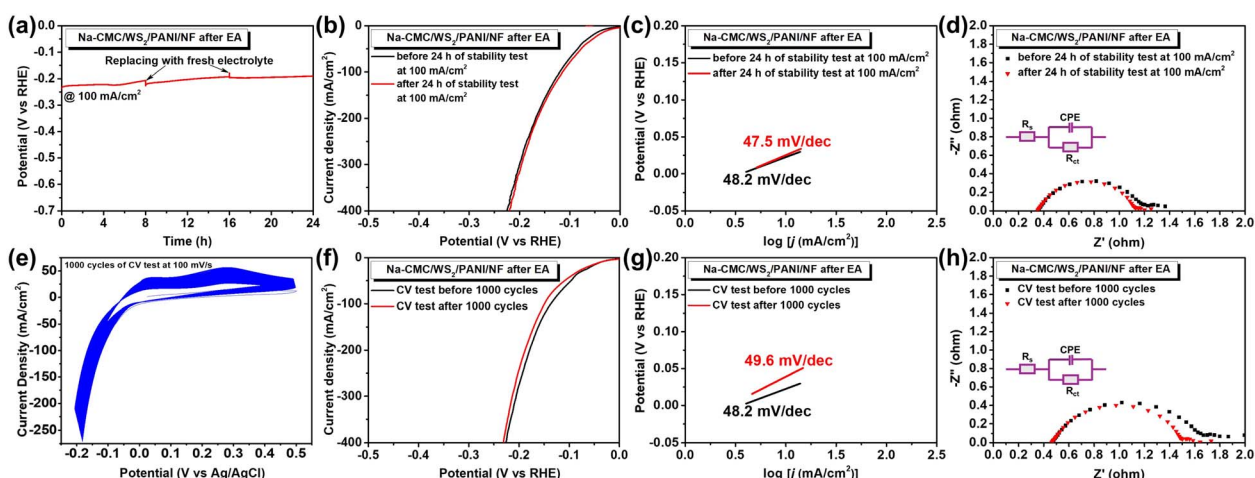 (a)
Na-CMC/WS2/PANI/NF after EA
Replacing with fresh electrolyte
@ 100 mA/cm²
Potential (V vs RHE)
0.0
-0.1
-0.2
-0.3
-0.4
-0.5
-0.6
-0.7
0 4 8 12 16 20 24
Time (h)
(b)
Na-CMC/WS2/PANI/NF after EA
before 24 h of stability test
at 100 mA/cm²
after 24 h of stability test
at 100 mA/cm²
Current density (mA/cm²)
0
-100
-200
-300
-400
-0.5 -0.4 -0.3 -0.2 -0.1 0.0
Potential (V vs RHE)
(c)
Na-CMC/WS2/PANI/NF after EA
before 24 h of stability test at 100 mA/cm²
after 24 h of stability test at 100 mA/cm²
47.5 mV/dec
48.2 mV/dec
Potential (V vs RHE)
0.20
0.15
0.10
0.05
0.00
-0.05
0.0 0.5 1.0 1.5 2.0 2.5
log [j (mA/cm²)]
(d)
Na-CMC/WS2/PANI/NF after EA
before 24 h of stability test at 100 mA/cm²
after 24 h of stability test at 100 mA/cm²
Rs
CPE
Rct
-Z'' (ohm)
2.0
1.8
1.6
1.4
1.2
1.0
0.8
0.6
0.4
0.2
0.0
0.0 0.2 0.4 0.6 0.8 1.0 1.2 1.4 1.6 1.8 2.0
Z' (ohm)
(e)
1000 cycles of CV test at 100 mV/s
Current Density (mA/cm²)
50
0
-50
-100
-150
-200
-250
-0.2 -0.1 0.0 0.1 0.2 0.3 0.4 0.5
Potential (V vs Ag/AgCl)
(f)
Na-CMC/WS2/PANI/NF after EA
CV test before 1000 cycles
CV test after 1000 cycles
Current density (mA/cm²)
0
-100
-200
-300
-400
-0.5 -0.4 -0.3 -0.2 -0.1 0.0
Potential (V vs RHE)
(g)
Na-CMC/WS2/PANI/NF after EA
CV test before 1000 cycles
CV test after 1000 cycles
49.6 mV/dec
48.2 mV/dec
Potential (V vs RHE)
0.20
0.15
0.10
0.05
0.00
-0.05
0.0 0.5 1.0 1.5 2.0 2.5
log [j (mA/cm²)]
(h)
Na-CMC/WS2/PANI/NF after EA
CV test before 1000 cycles
CV test after 1000 cycles
Rs
CPE
Rct
-Z'' (ohm)
2.0
1.8
1.6
1.4
1.2
1.0
0.8
0.6
0.4
0.2
0.0
0.0 0.2 0.4 0.6 0.8 1.0 1.2 1.4 1.6 1.8 2.0
Z' (ohm)